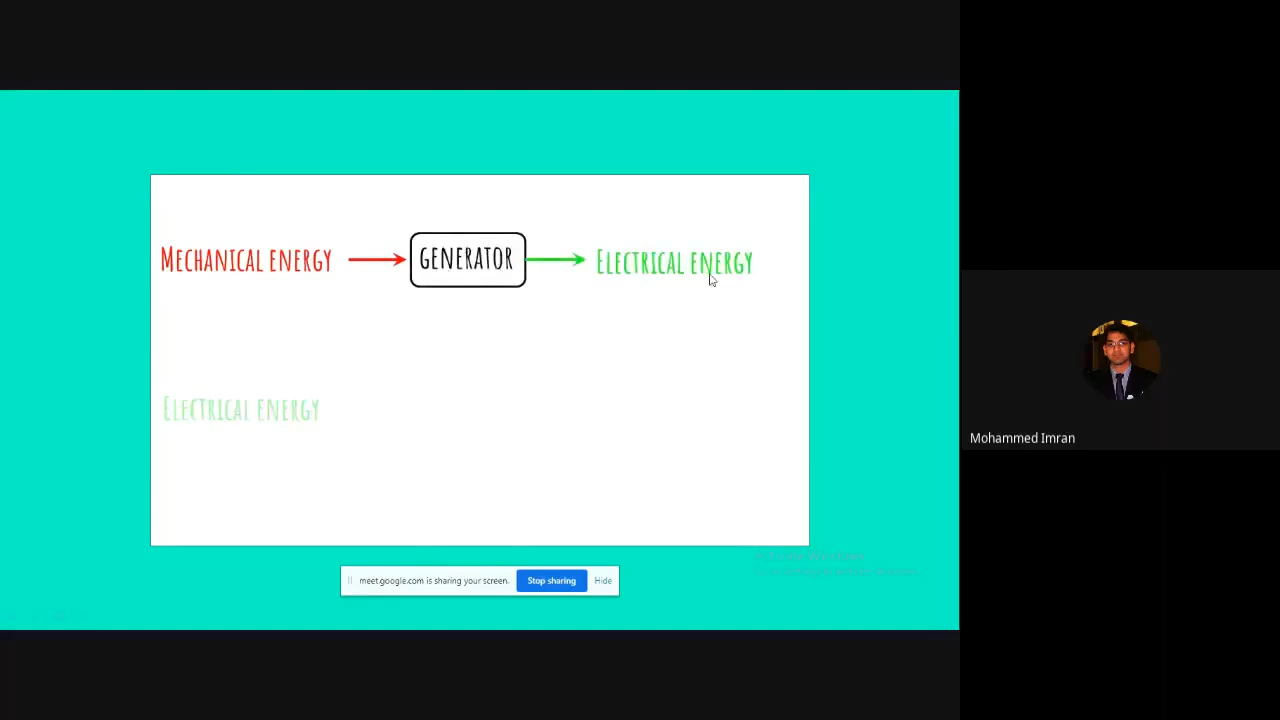 Mechanical energy GENERATOR Electrical energy
Electrical energy
Mohammed Imran
meet.google.com is sharing your screen. Stop sharing Hide